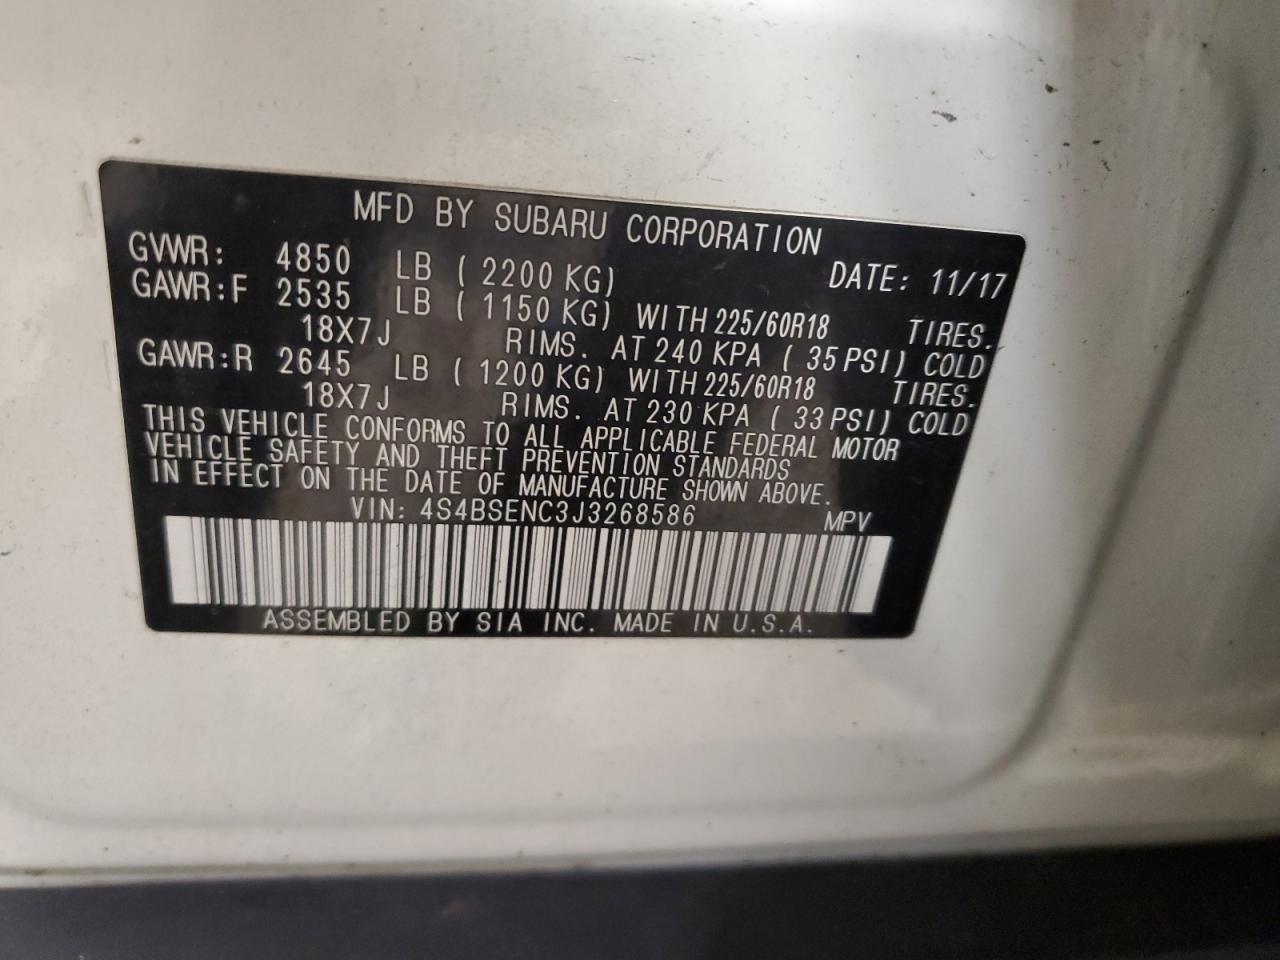 MFD BY SUBARU CORPORATION
GVWR: 4850 LB ( 2200 KG) DATE: 11/17
GAWR:F 2535 LB ( 1150 KG) WITH 225/60R18 TIRES.
18X7J RIMS. AT 240 KPA ( 35 PSI) COLD
GAWR:R 2645 LB ( 1200 KG) WITH 225/60R18 TIRES.
18X7J RIMS. AT 230 KPA ( 33 PSI) COLD
THIS VEHICLE CONFORMS TO ALL APPLICABLE FEDERAL MOTOR
VEHICLE SAFETY AND THEFT PREVENTION STANDARDS
IN EFFECT ON THE DATE OF MANUFACTURE SHOWN ABOVE.
VIN: 4S4BSENC3J3268586 MPV
ASSEMBLED BY SIA INC. MADE IN U.S.A.